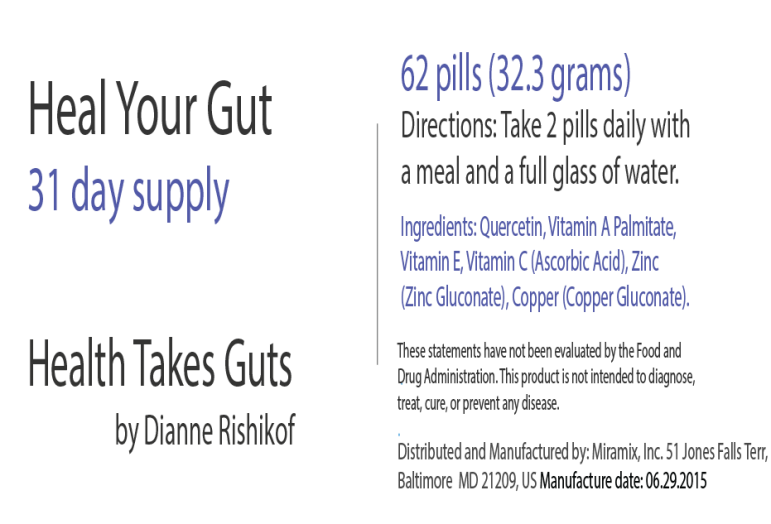 Heal Your Gut
31 day supply
Health Takes Guts
by Dianne Rishikof
62 pills (32.3 grams)
Directions: Take 2 pills daily with
a meal and a full glass of water.
Ingredients: Quercetin, Vitamin A Palmitate,
Vitamin E, Vitamin C (Ascorbic Acid), Zinc
(Zinc Gluconate), Copper (Copper Gluconate).
These statements have not been evaluated by the Food and
Drug Administration. This product is not intended to diagnose,
treat, cure, or prevent any disease.
Distributed and Manufactured by: Miramix, Inc. 51 Jones Falls Terr,
Baltimore MD 21209, US Manufacture date: 06.29.2015